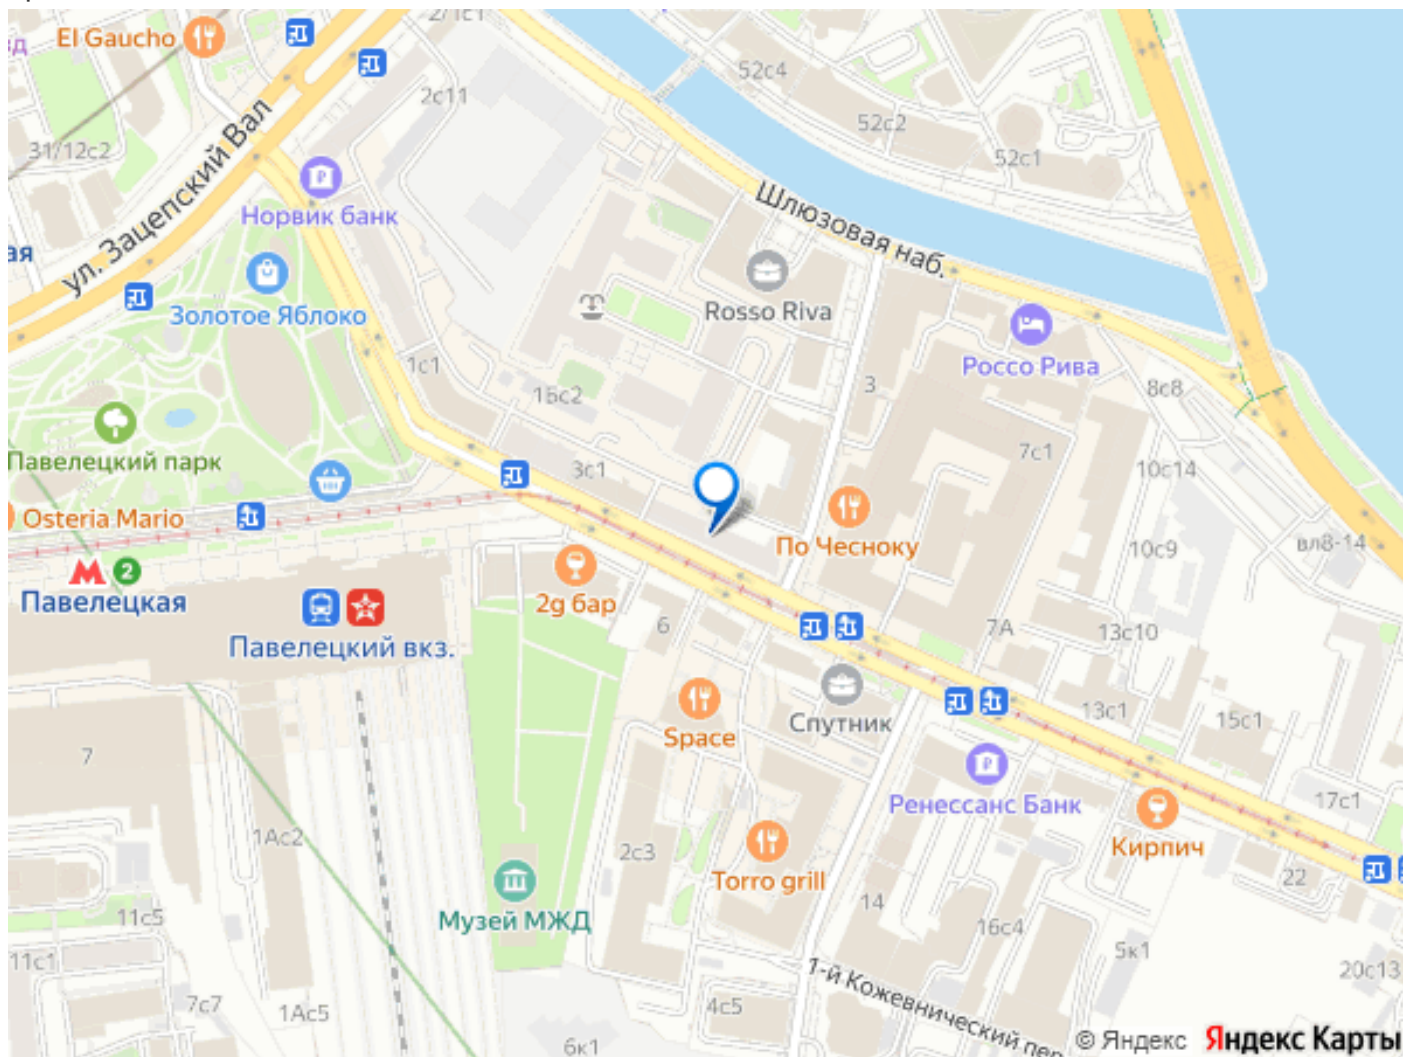 2/1с1
El Gaucho
зд
52с4
2с11
52с2
31/12с2
52с1
ул. Зацепский Вал
Норвик банк
Шлюзовая наб.
ая
Rosso Riva
Золотое Яблоко
1с1
Россо Рива
3
8с8
1Бс2
Павелецкий парк
3с1
7с1
10с14
Osteria Mario
По Чесноку
10с9
вл8-14
М 2
Павелецкая
2g бар
Павелецкий вкз.
6
7А
13с10
Спутник
Space
13с1
15с1
7
Ренессанс Банк
17с1
1Ас2
2с3
Кирпич
Torro grill
22
Музей МЖД
11с5
14
16с4
5к1
11с1
20с13
7с7
1Ас5
4с5
1-й Кожевнический пер
6к1
© Яндекс Яндекс Карты